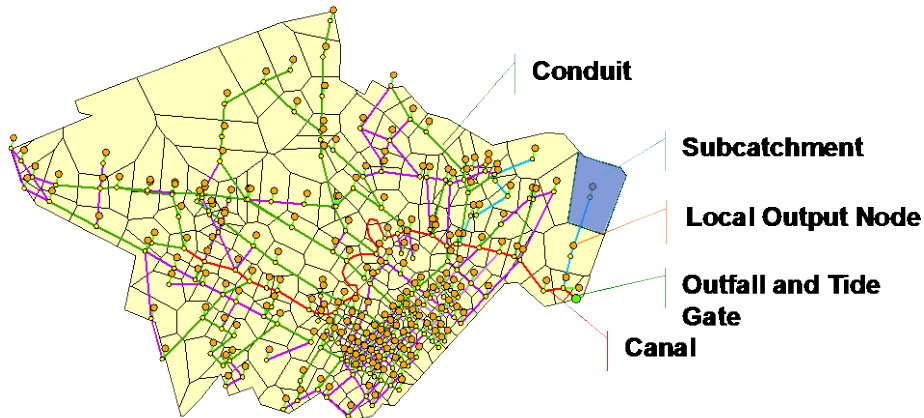 Conduit
Subcatchment
Local Output Node
Outfall and Tide
Gate
Canal